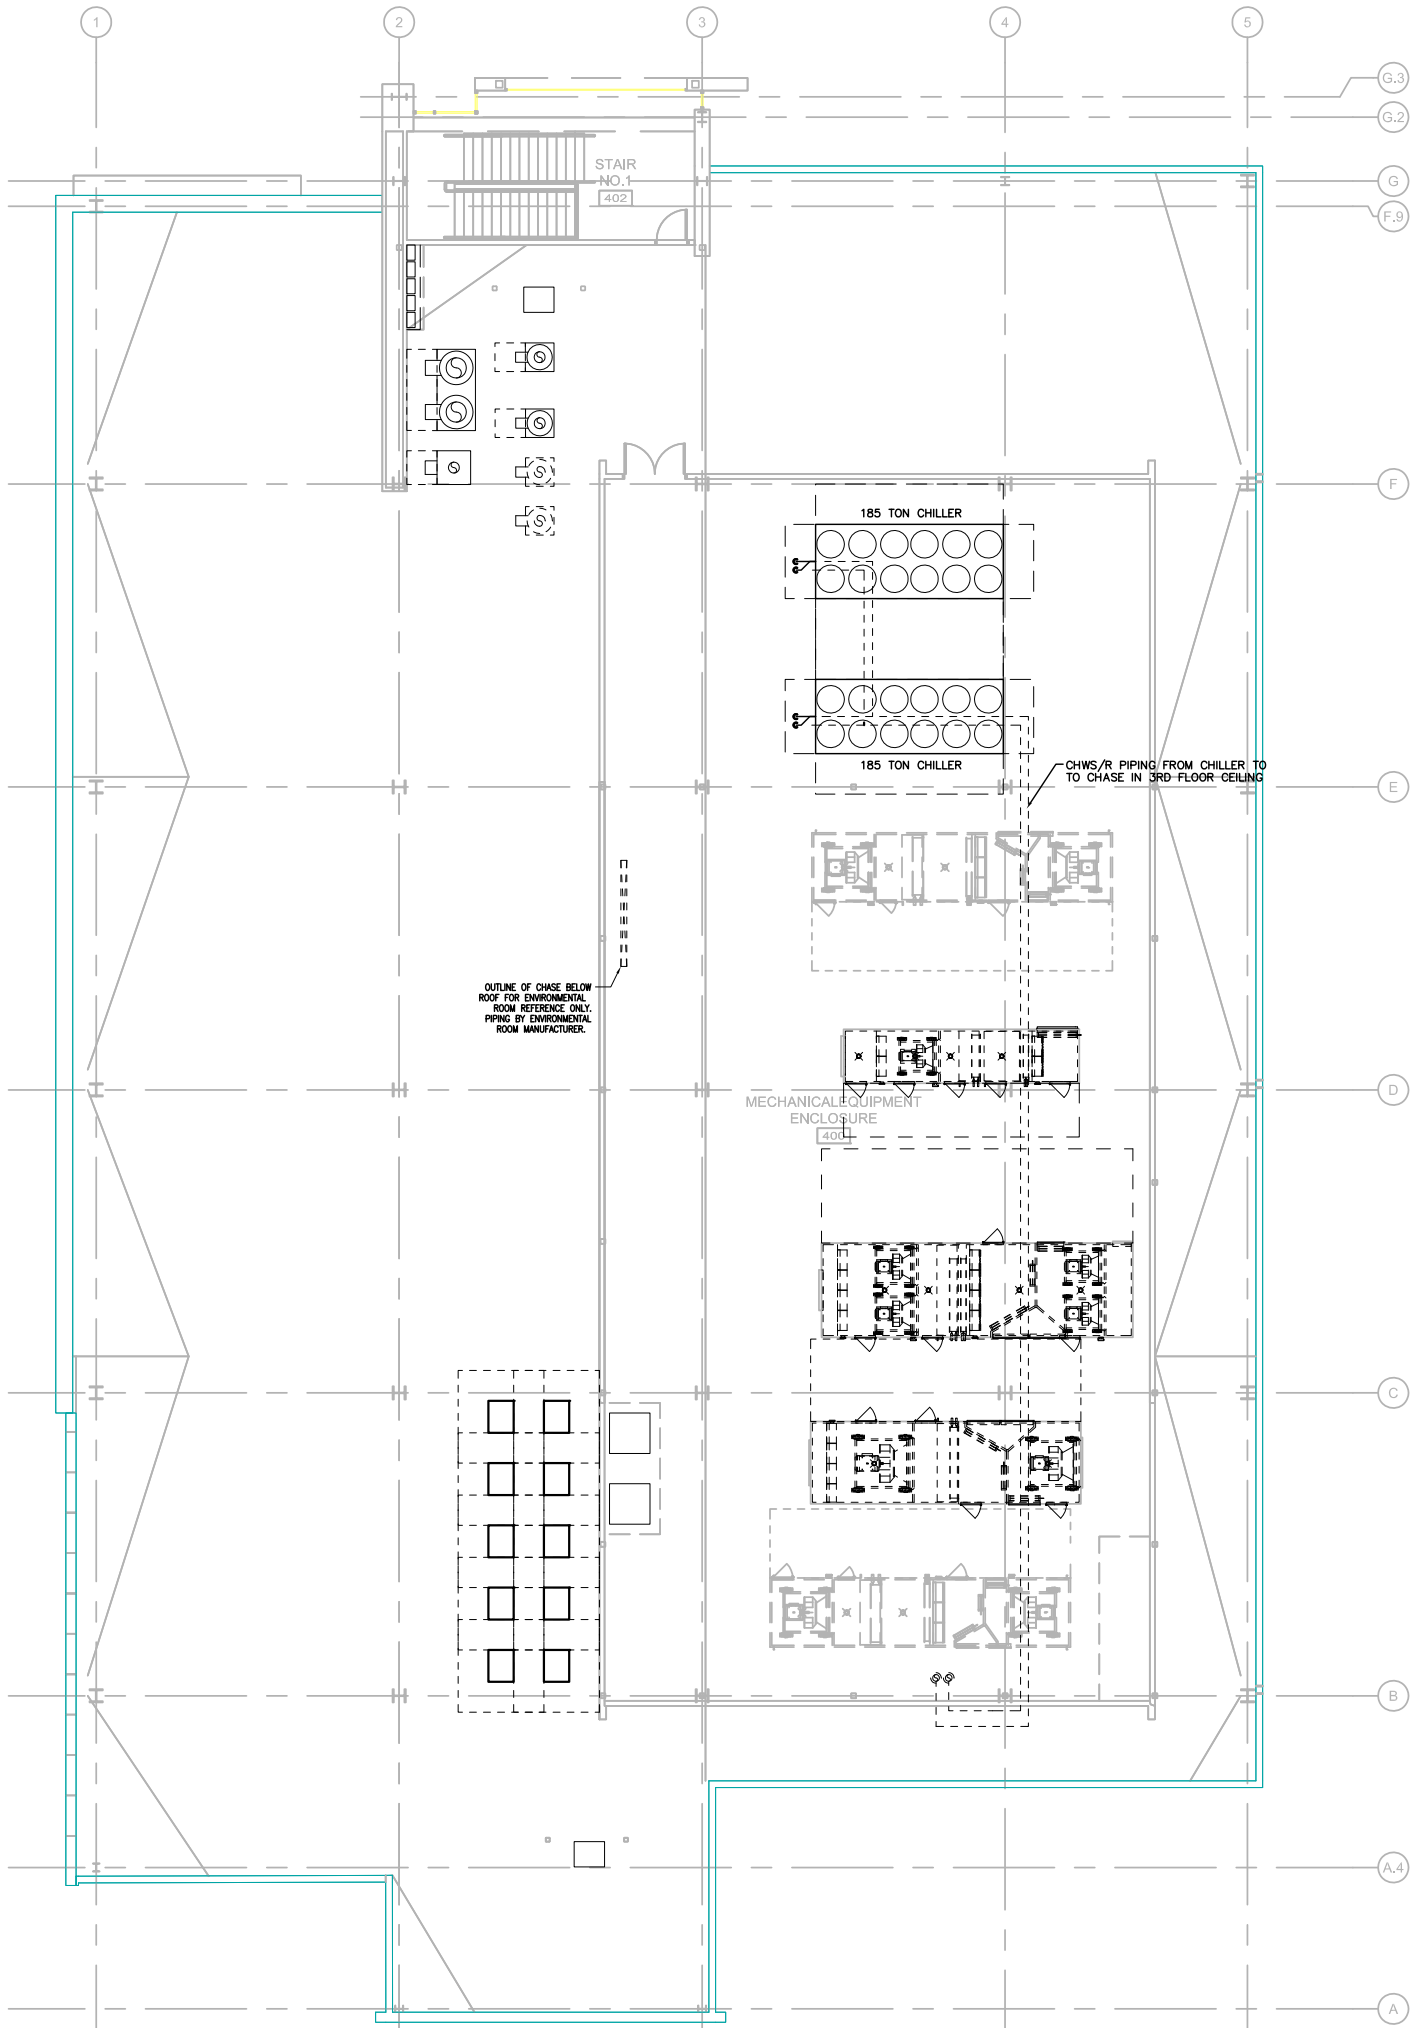 1
2
3
4
5
G.3
G.2
STAIR
NO.1
402
G
F.9
F
185 TON CHILLER
185 TON CHILLER
CHWS/R PIPING FROM CHILLER TO
TO CHASE IN 3RD FLOOR CEILING
E
OUTLINE OF CHASE BELOW
ROOF FOR ENVIRONMENTAL
ROOM REFERENCE ONLY.
PIPING BY ENVIRONMENTAL
ROOM MANUFACTURER.
D
MECHANICALEQUIPMENT
ENCLOSURE
400
C
B
A.4
A